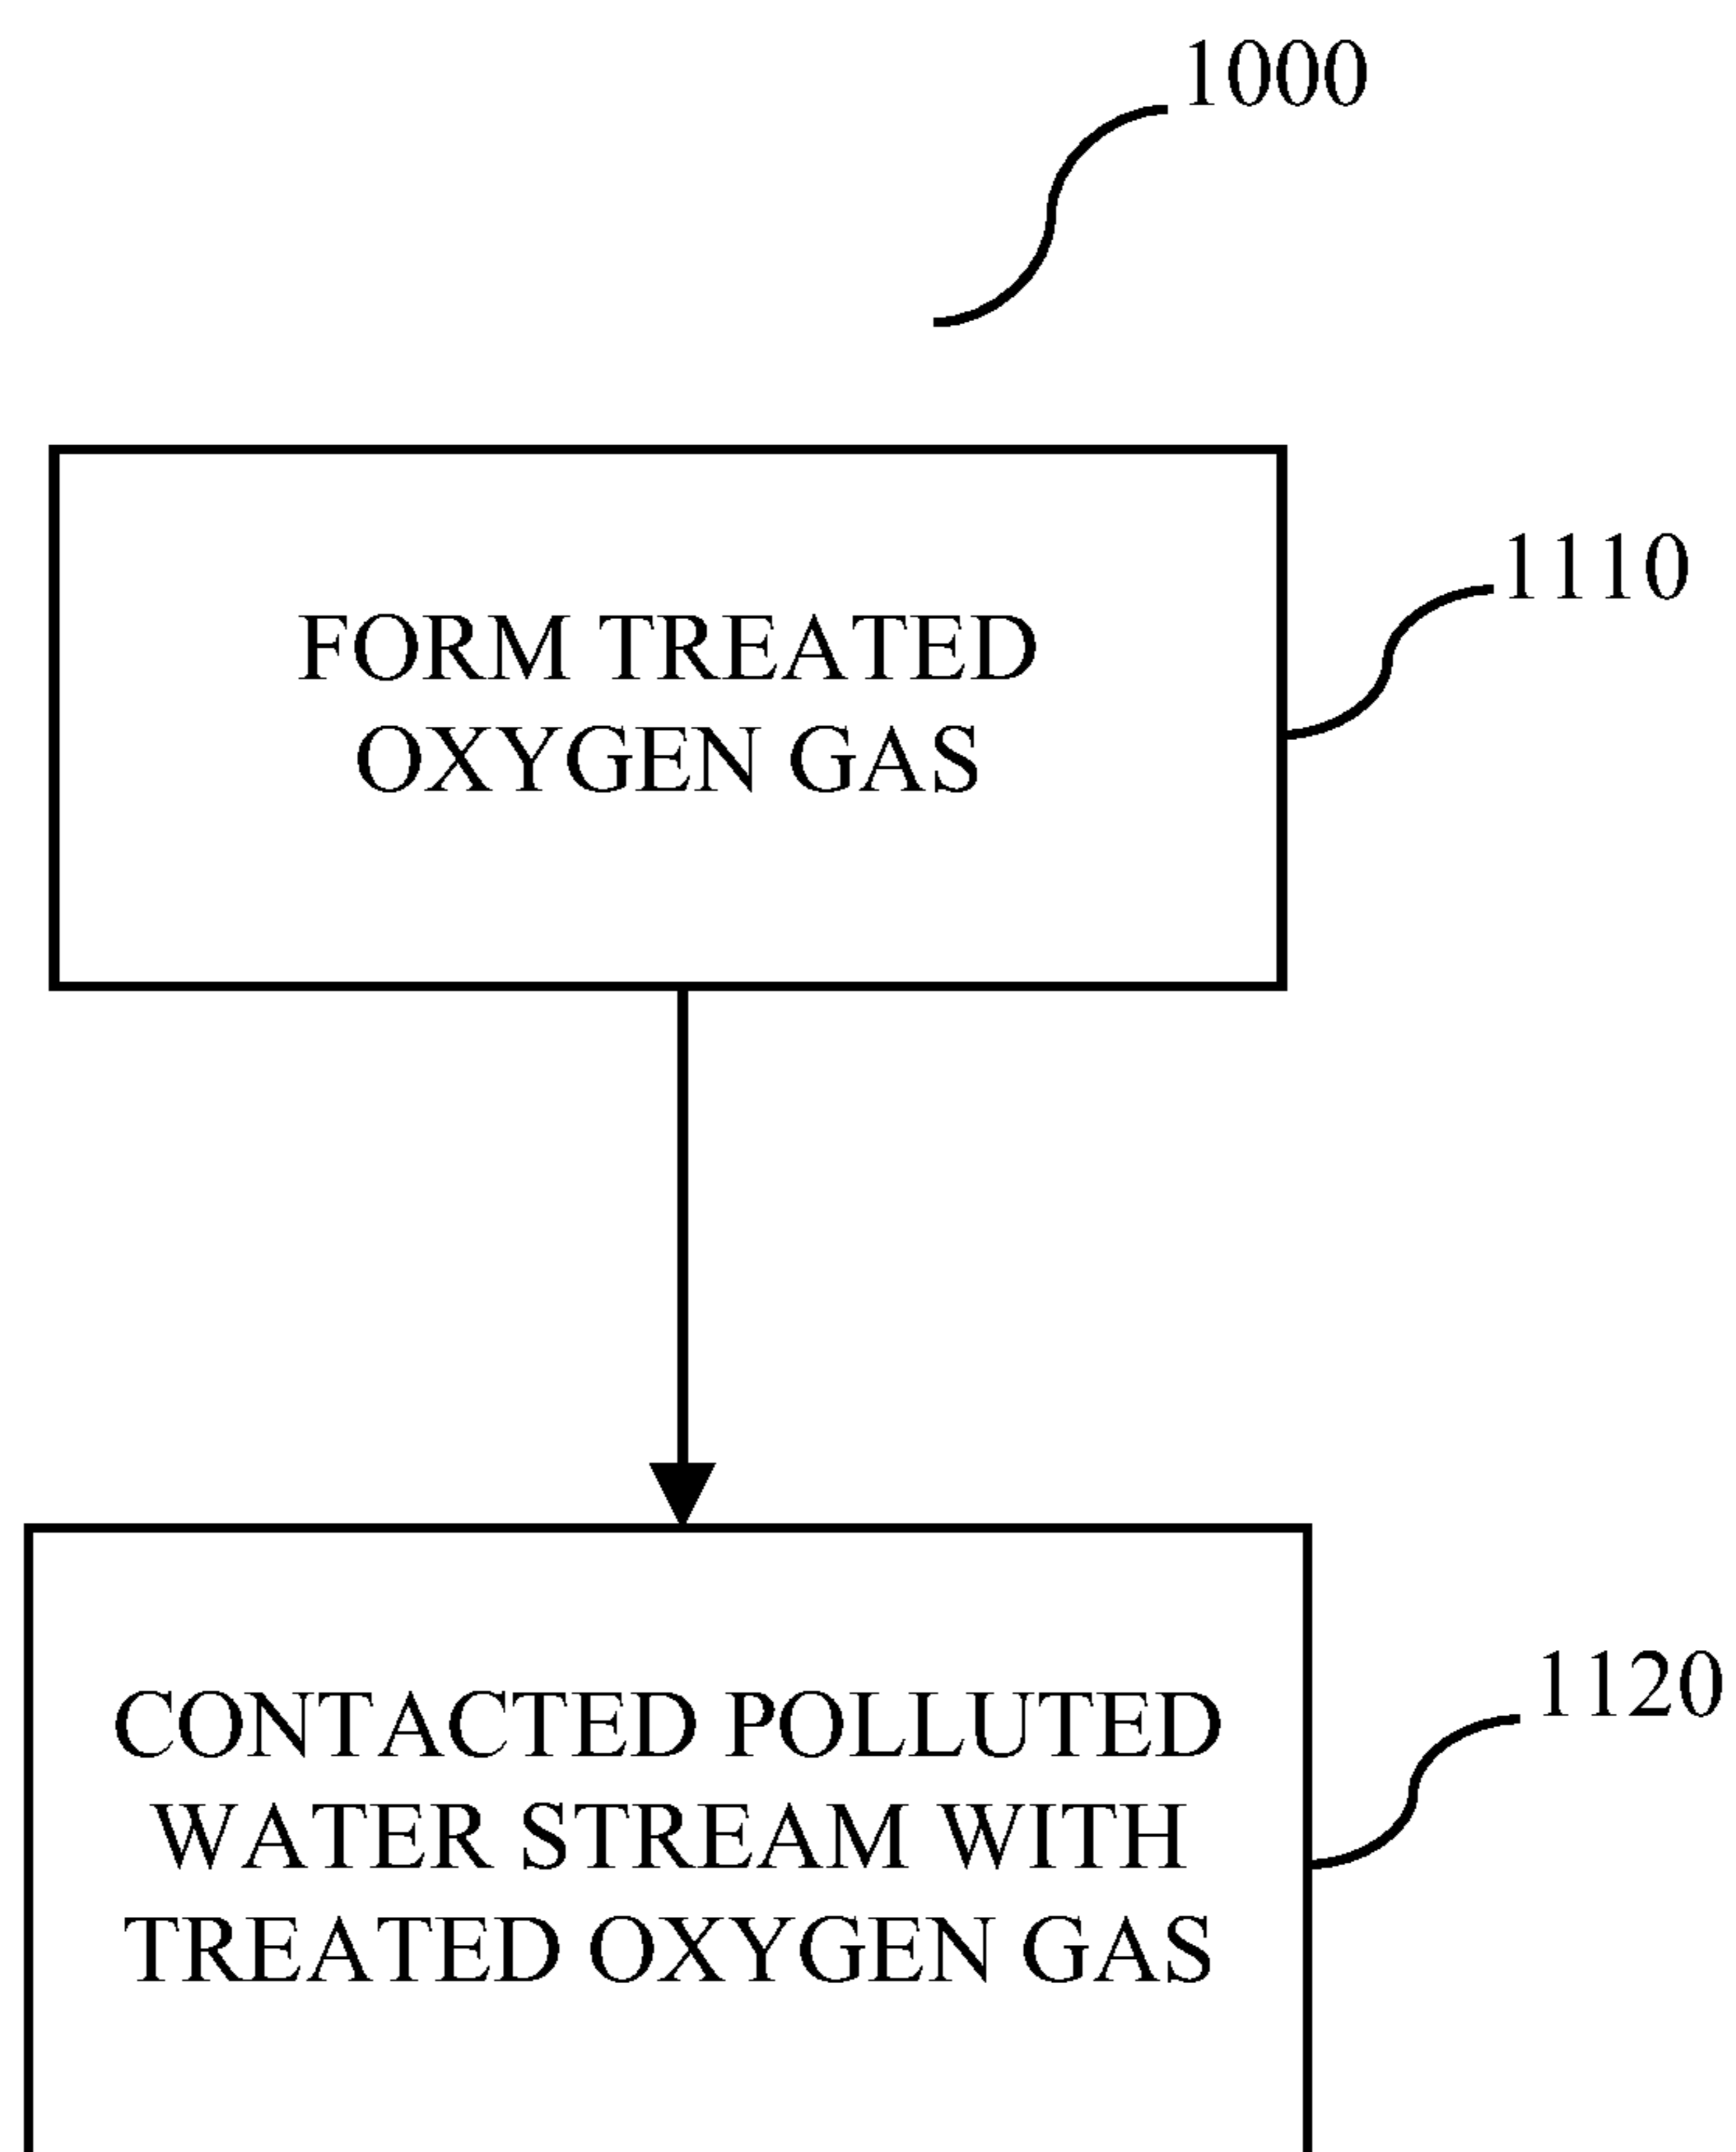 1000
1110
FORM TREATED
OXYGEN GAS
1120
CONTACTED POLLUTED
WATER STREAM WITH
TREATED OXYGEN GAS